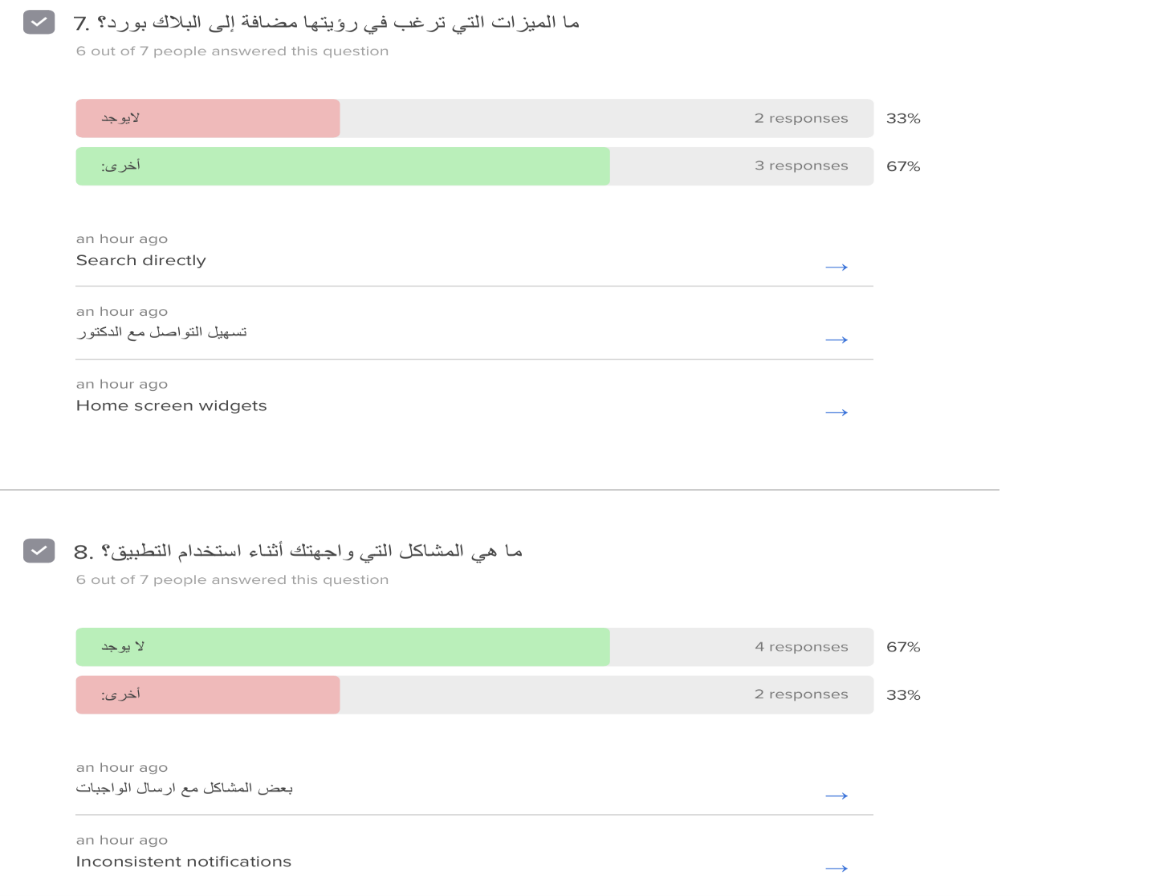 7. ما الميزات التي ترغب في رؤيتها مضافة إلى البلاك بورد؟
6 out of 7 people answered this question
لايوجد 2 responses 33%
أخرى: 3 responses 67%
an hour ago
Search directly
→
an hour ago
تسهيل التواصل مع الدكتور
→
an hour ago
Home screen widgets
→
8. ما هي المشاكل التي واجهتك أثناء استخدام التطبيق؟
6 out of 7 people answered this question
لا يوجد 4 responses 67%
أخرى: 2 responses 33%
an hour ago
بعض المشاكل مع ارسال الواجبات
→
an hour ago
Inconsistent notifications
→